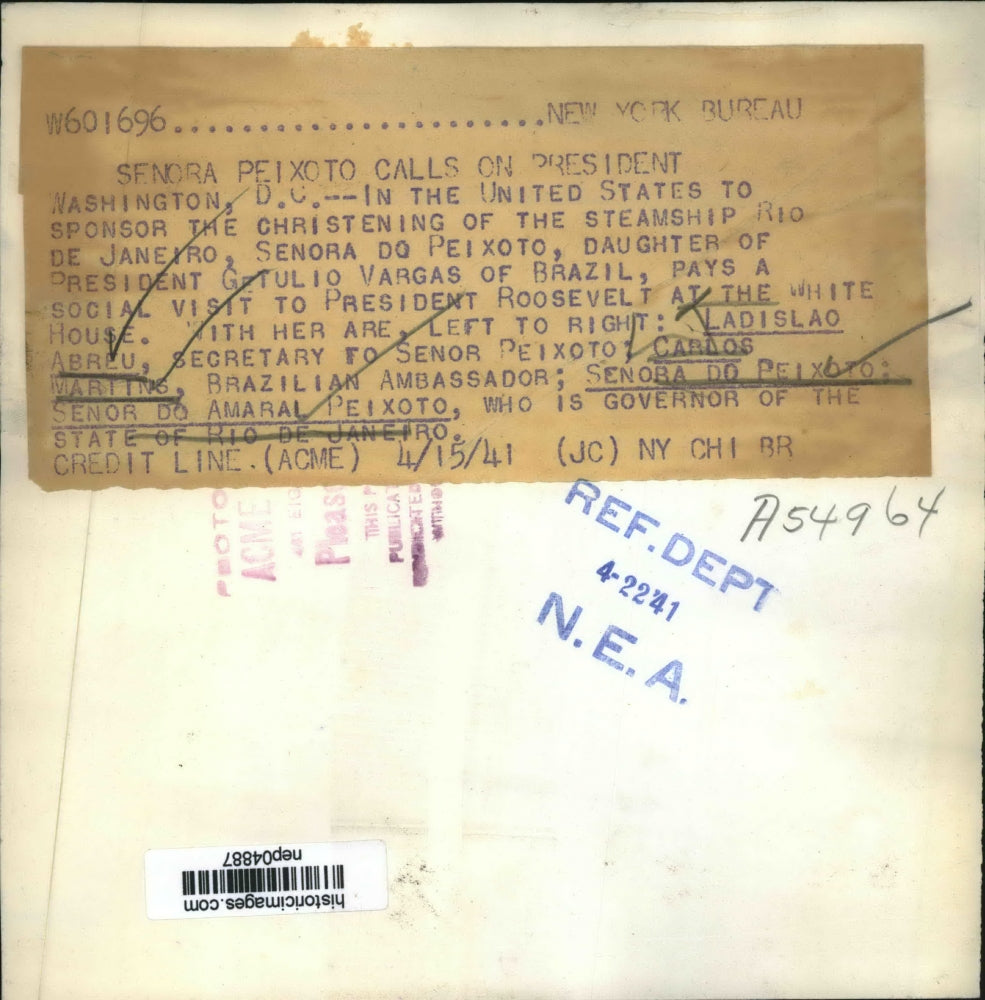 W601696...........................NEW YORK BUREAU
SENORA PEIXOTO CALLS ON PRESIDENT
WASHINGTON, D.C.--IN THE UNITED STATES TO
SPONSOR THE CHRISTENING OF THE STEAMSHIP RIO
DE JANEIRO, SENORA DO PEIXOTO, DAUGHTER OF
PRESIDENT GETULIO VARGAS OF BRAZIL, PAYS A
SOCIAL VISIT TO PRESIDENT ROOSEVELT AT THE WHITE
HOUSE. WITH HER ARE, LEFT TO RIGHT: LADISLAO
ABREU, SECRETARY TO SENOR PEIXOTO; CARLOS
MARTINS, BRAZILIAN AMBASSADOR; SENORA DO PEIXOTO;
SENOR DO AMARAL PEIXOTO, WHO IS GOVERNOR OF THE
STATE OF RIO DE JANEIRO.
CREDIT LINE.(ACME) 4/15/41 (JC) NY CHI BR
A54964
PHOTO
ACME
Pleas
THIS P
PUBLICAT
REF. DEPT
4-22 41
N.E.A.
historicimages.com
nep04887